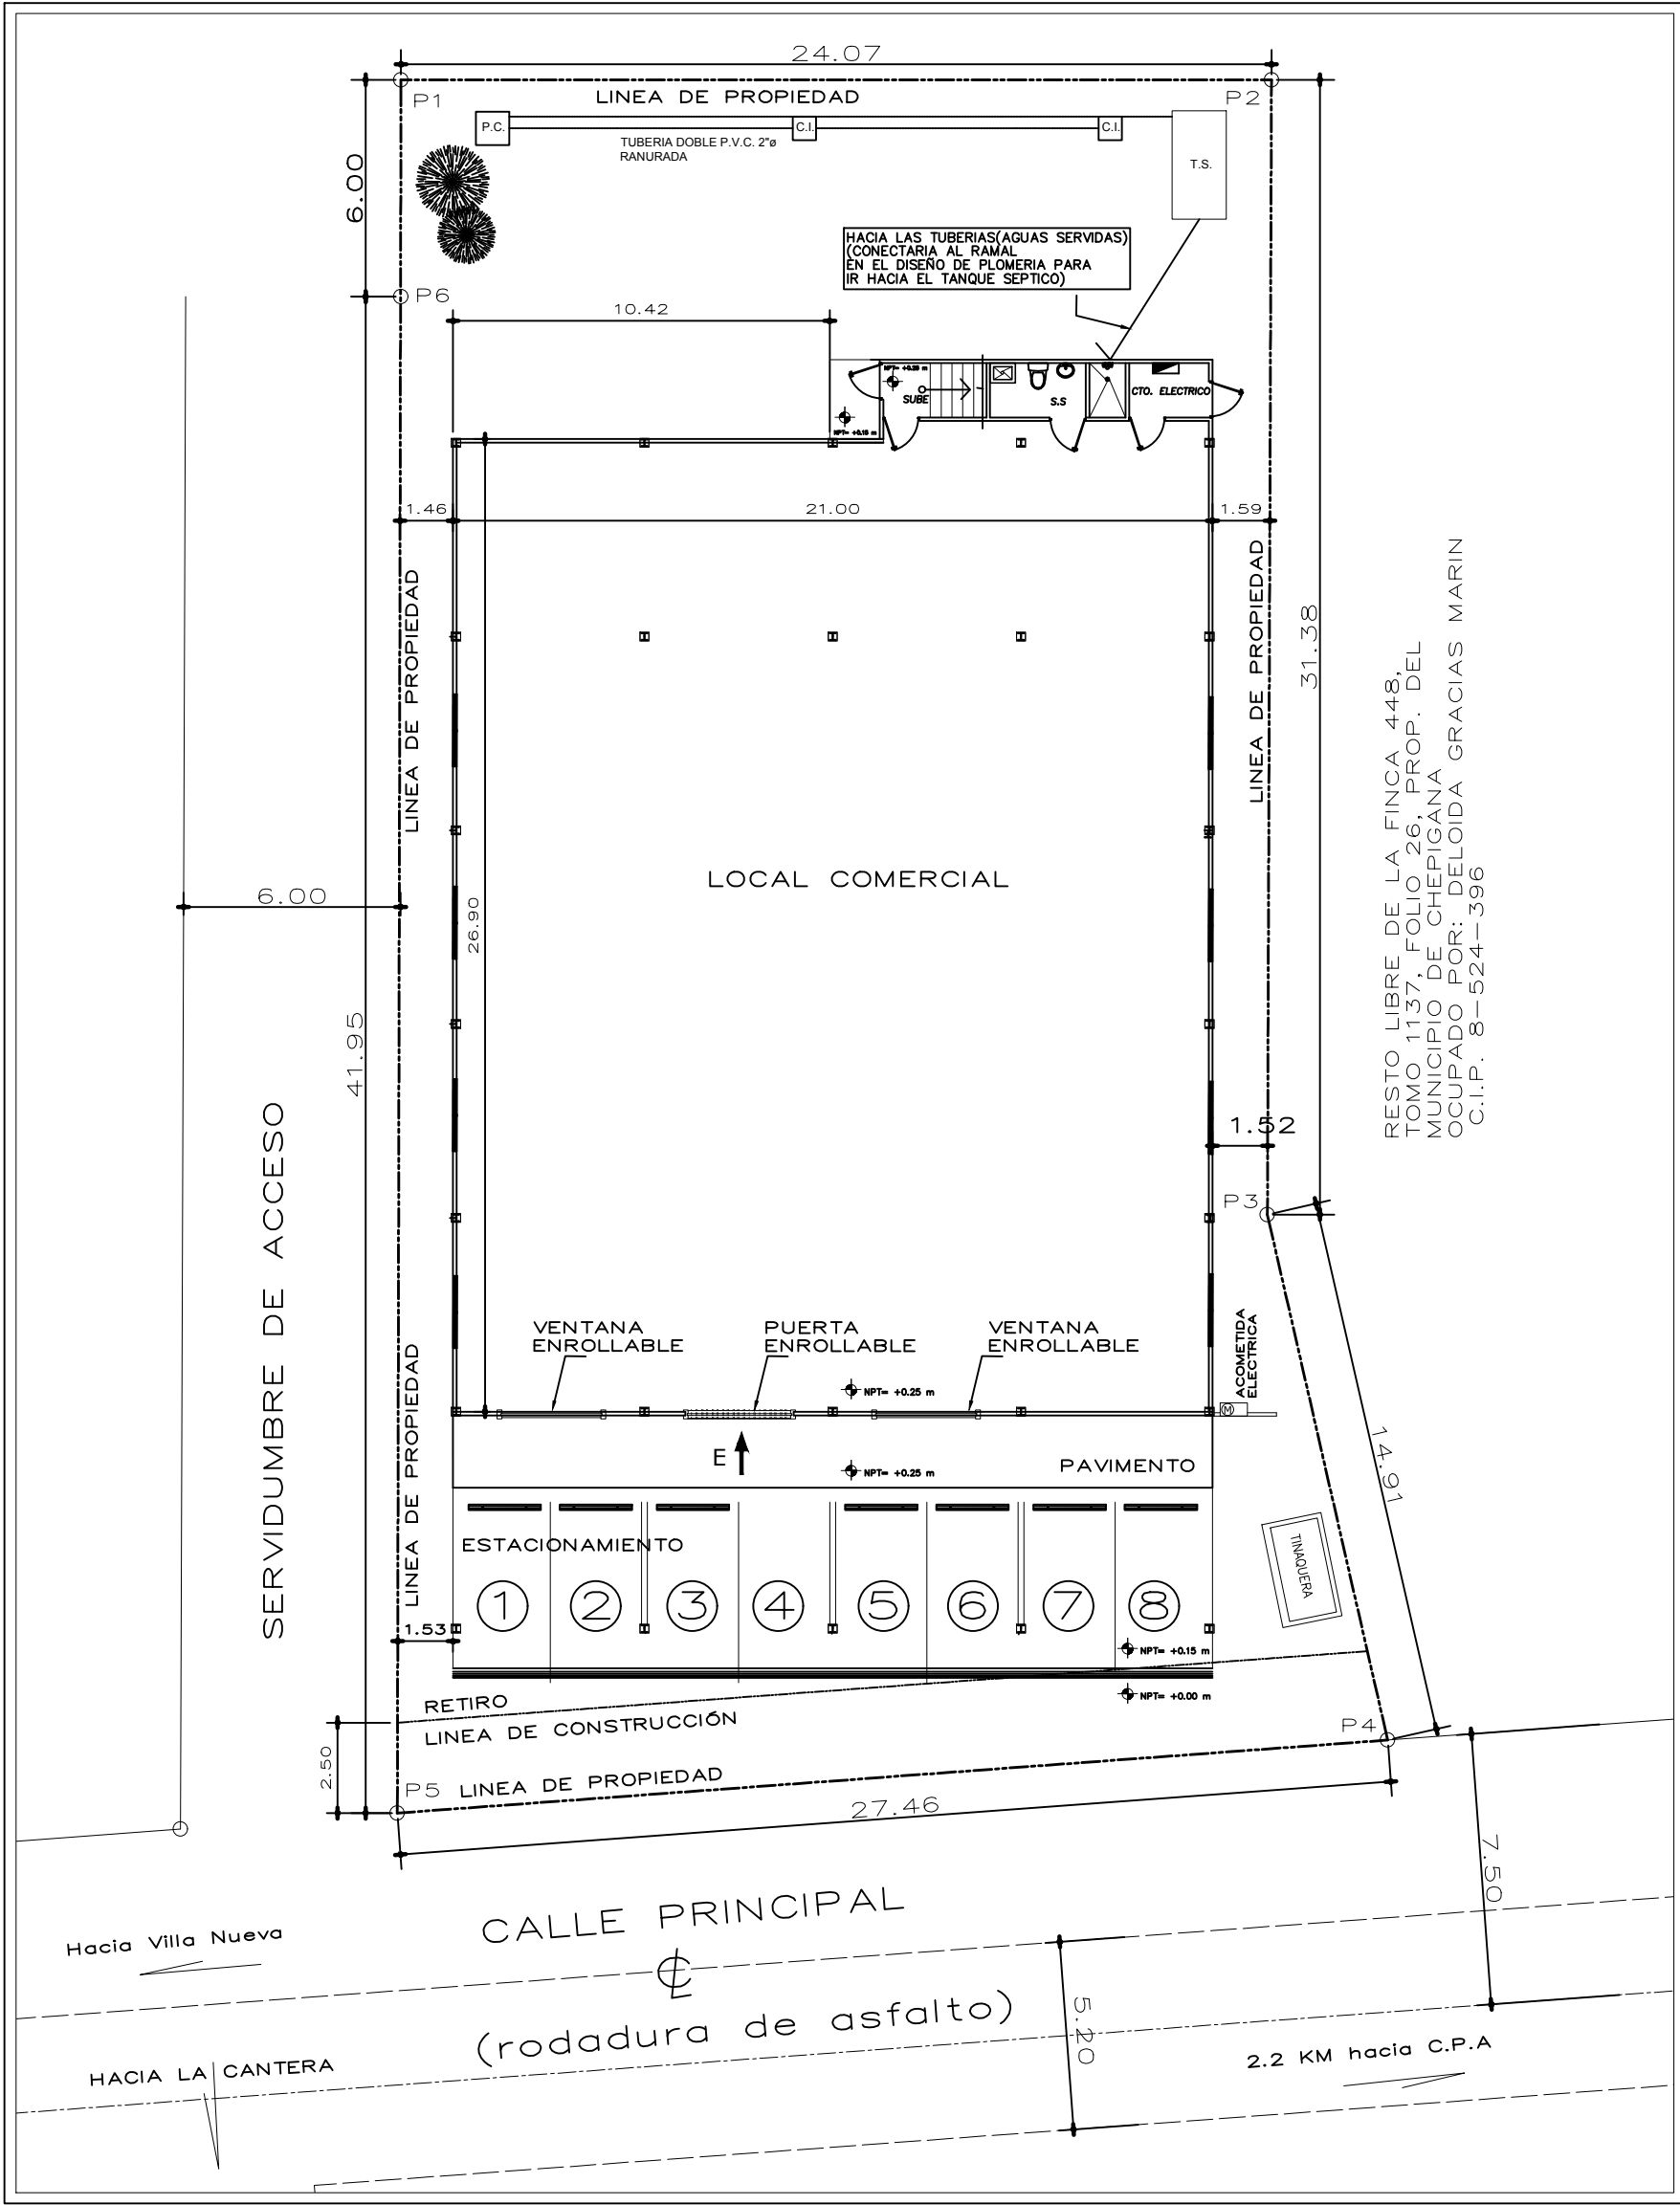 24.07
P1
LINEA DE PROPIEDAD
P2
P.C.
C.I.
C.I.
TUBERIA DOBLE P.V.C. 2"ø
RANURADA
T.S.
6.00
HACIA LAS TUBERIAS(AGUAS SERVIDAS)
(CONECTARIA AL RAMAL
EN EL DISEÑO DE PLOMERIA PARA
IR HACIA EL TANQUE SEPTICO)
P6
10.42
NPT= +0.25 m
SUBE
S.S
CTO. ELECTRICO
NPT= +0.15 m
1.46
21.00
1.59
LINEA DE PROPIEDAD
LINEA DE PROPIEDAD
31.38
RESTO LIBRE DE LA FINCA 448,
TOMO 1137, FOLIO 26, PROP. DEL
MUNICIPIO DE CHEPIGANA
OCUPADO POR: DELOIDA GRACIAS MARIN
C.I.P. 8-524-396
LOCAL COMERCIAL
6.00
26.90
41.95
SERVIDUMBRE DE ACCESO
1.52
P3
VENTANA
ENROLLABLE
PUERTA
ENROLLABLE
VENTANA
ENROLLABLE
ACOMETIDA
ELECTRICA
LINEA DE PROPIEDAD
NPT= +0.25 m
M
E
NPT= +0.25 m
PAVIMENTO
14.91
ESTACIONAMIENTO
TINAQUERA
1
2
3
4
5
6
7
8
1.53
NPT= +0.15 m
NPT= +0.00 m
RETIRO
LINEA DE CONSTRUCCIÓN
P4
2.50
P5
LINEA DE PROPIEDAD
27.46
7.50
CALLE PRINCIPAL
Hacia Villa Nueva
(rodadura de asfalto)
5.20
HACIA LA CANTERA
2.2 KM hacia C.P.A